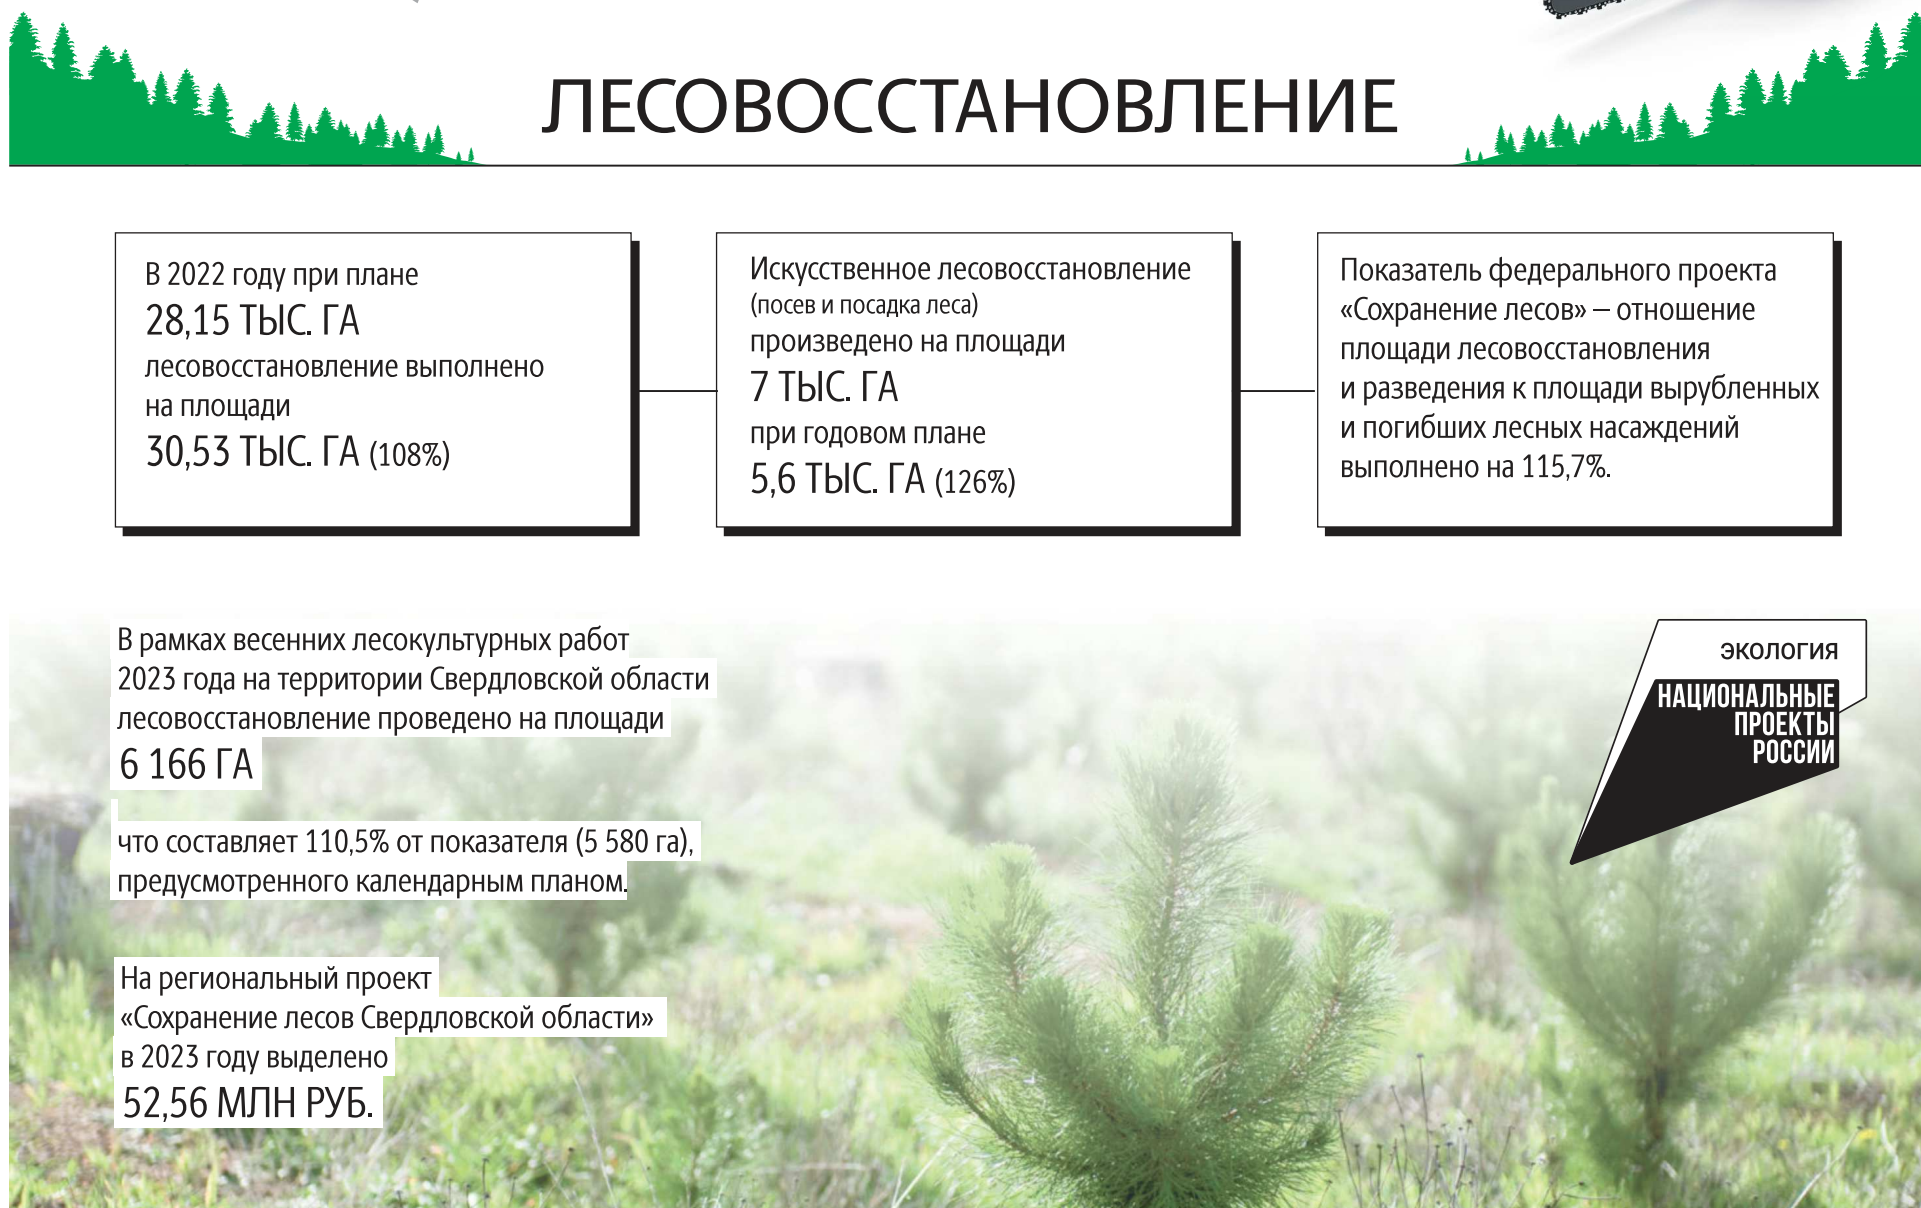 ЛЕСОВОССТАНОВЛЕНИЕ
В 2022 году при плане
28,15 ТЫС. ГА
лесовосстановление выполнено
на площади
30,53 ТЫС. ГА (108%)
Искусственное лесовосстановление
(посев и посадка леса)
произведено на площади
7 ТЫС. ГА
при годовом плане
5,6 ТЫС. ГА (126%)
Показатель федерального проекта
«Сохранение лесов» – отношение
площади лесовосстановления
и разведения к площади вырубленных
и погибших лесных насаждений
выполнено на 115,7%.
В рамках весенних лесокультурных работ
2023 года на территории Свердловской области
лесовосстановление проведено на площади
6 166 ГА
что составляет 110,5% от показателя (5 580 га),
предусмотренного календарным планом.
На региональный проект
«Сохранение лесов Свердловской области»
в 2023 году выделено
52,56 МЛН РУБ.
ЭКОЛОГИЯ
НАЦИОНАЛЬНЫЕ
ПРОЕКТЫ
РОССИИ